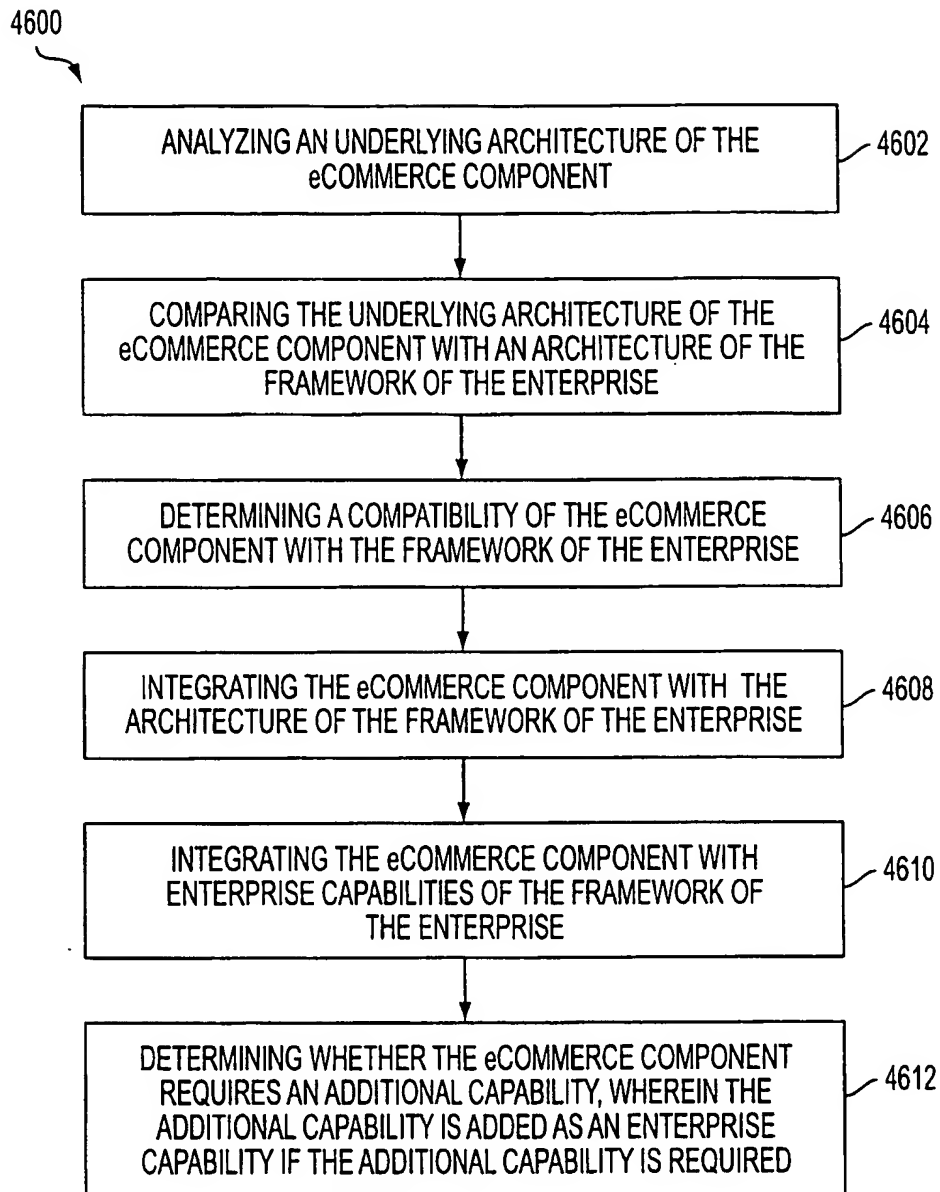 4600
ANALYZING AN UNDERLYING ARCHITECTURE OF THE
eCOMMERCE COMPONENT
4602
COMPARING THE UNDERLYING ARCHITECTURE OF THE
eCOMMERCE COMPONENT WITH AN ARCHITECTURE OF THE
FRAMEWORK OF THE ENTERPRISE
4604
DETERMINING A COMPATIBILITY OF THE eCOMMERCE
COMPONENT WITH THE FRAMEWORK OF THE ENTERPRISE
4606
INTEGRATING THE eCOMMERCE COMPONENT WITH THE
ARCHITECTURE OF THE FRAMEWORK OF THE ENTERPRISE
4608
INTEGRATING THE eCOMMERCE COMPONENT WITH
ENTERPRISE CAPABILITIES OF THE FRAMEWORK OF
THE ENTERPRISE
4610
DETERMINING WHETHER THE eCOMMERCE COMPONENT
REQUIRES AN ADDITIONAL CAPABILITY, WHEREIN THE
ADDITIONAL CAPABILITY IS ADDED AS AN ENTERPRISE
CAPABILITY IF THE ADDITIONAL CAPABILITY IS REQUIRED
4612